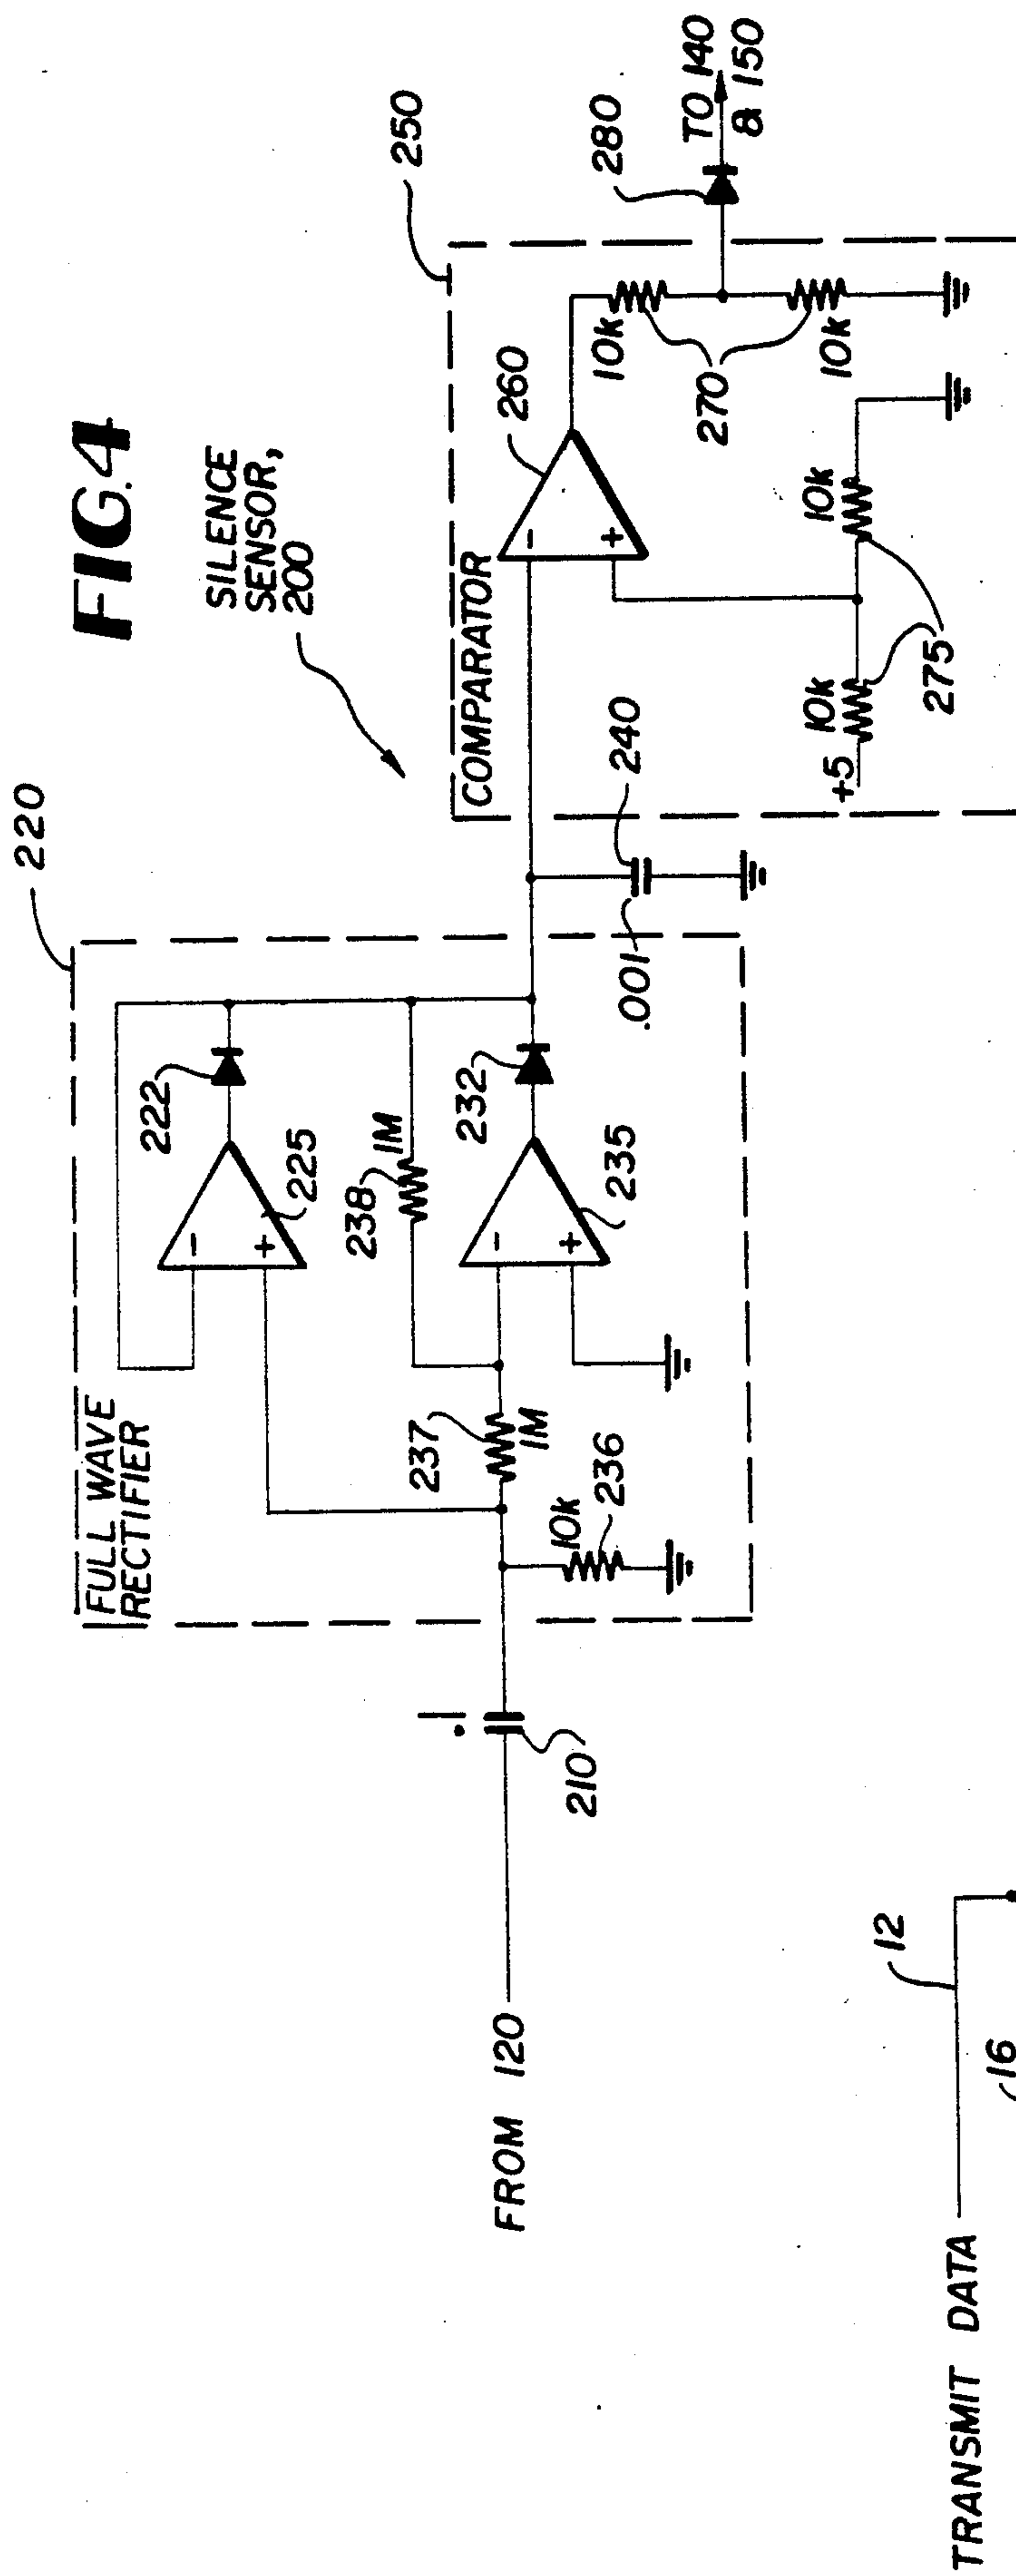 FIG.4
SILENCE
SENSOR,
200
220
FULL WAVE
RECTIFIER
222
225
238
1M
232
235
237
1M
10k
236
.1
210
FROM 120
.001
240
250
COMPARATOR
260
10k
270
10k
280
TO 140
& 150
+5
10k
10k
275
-
+
-
+
-
+
12
16
TRANSMIT DATA